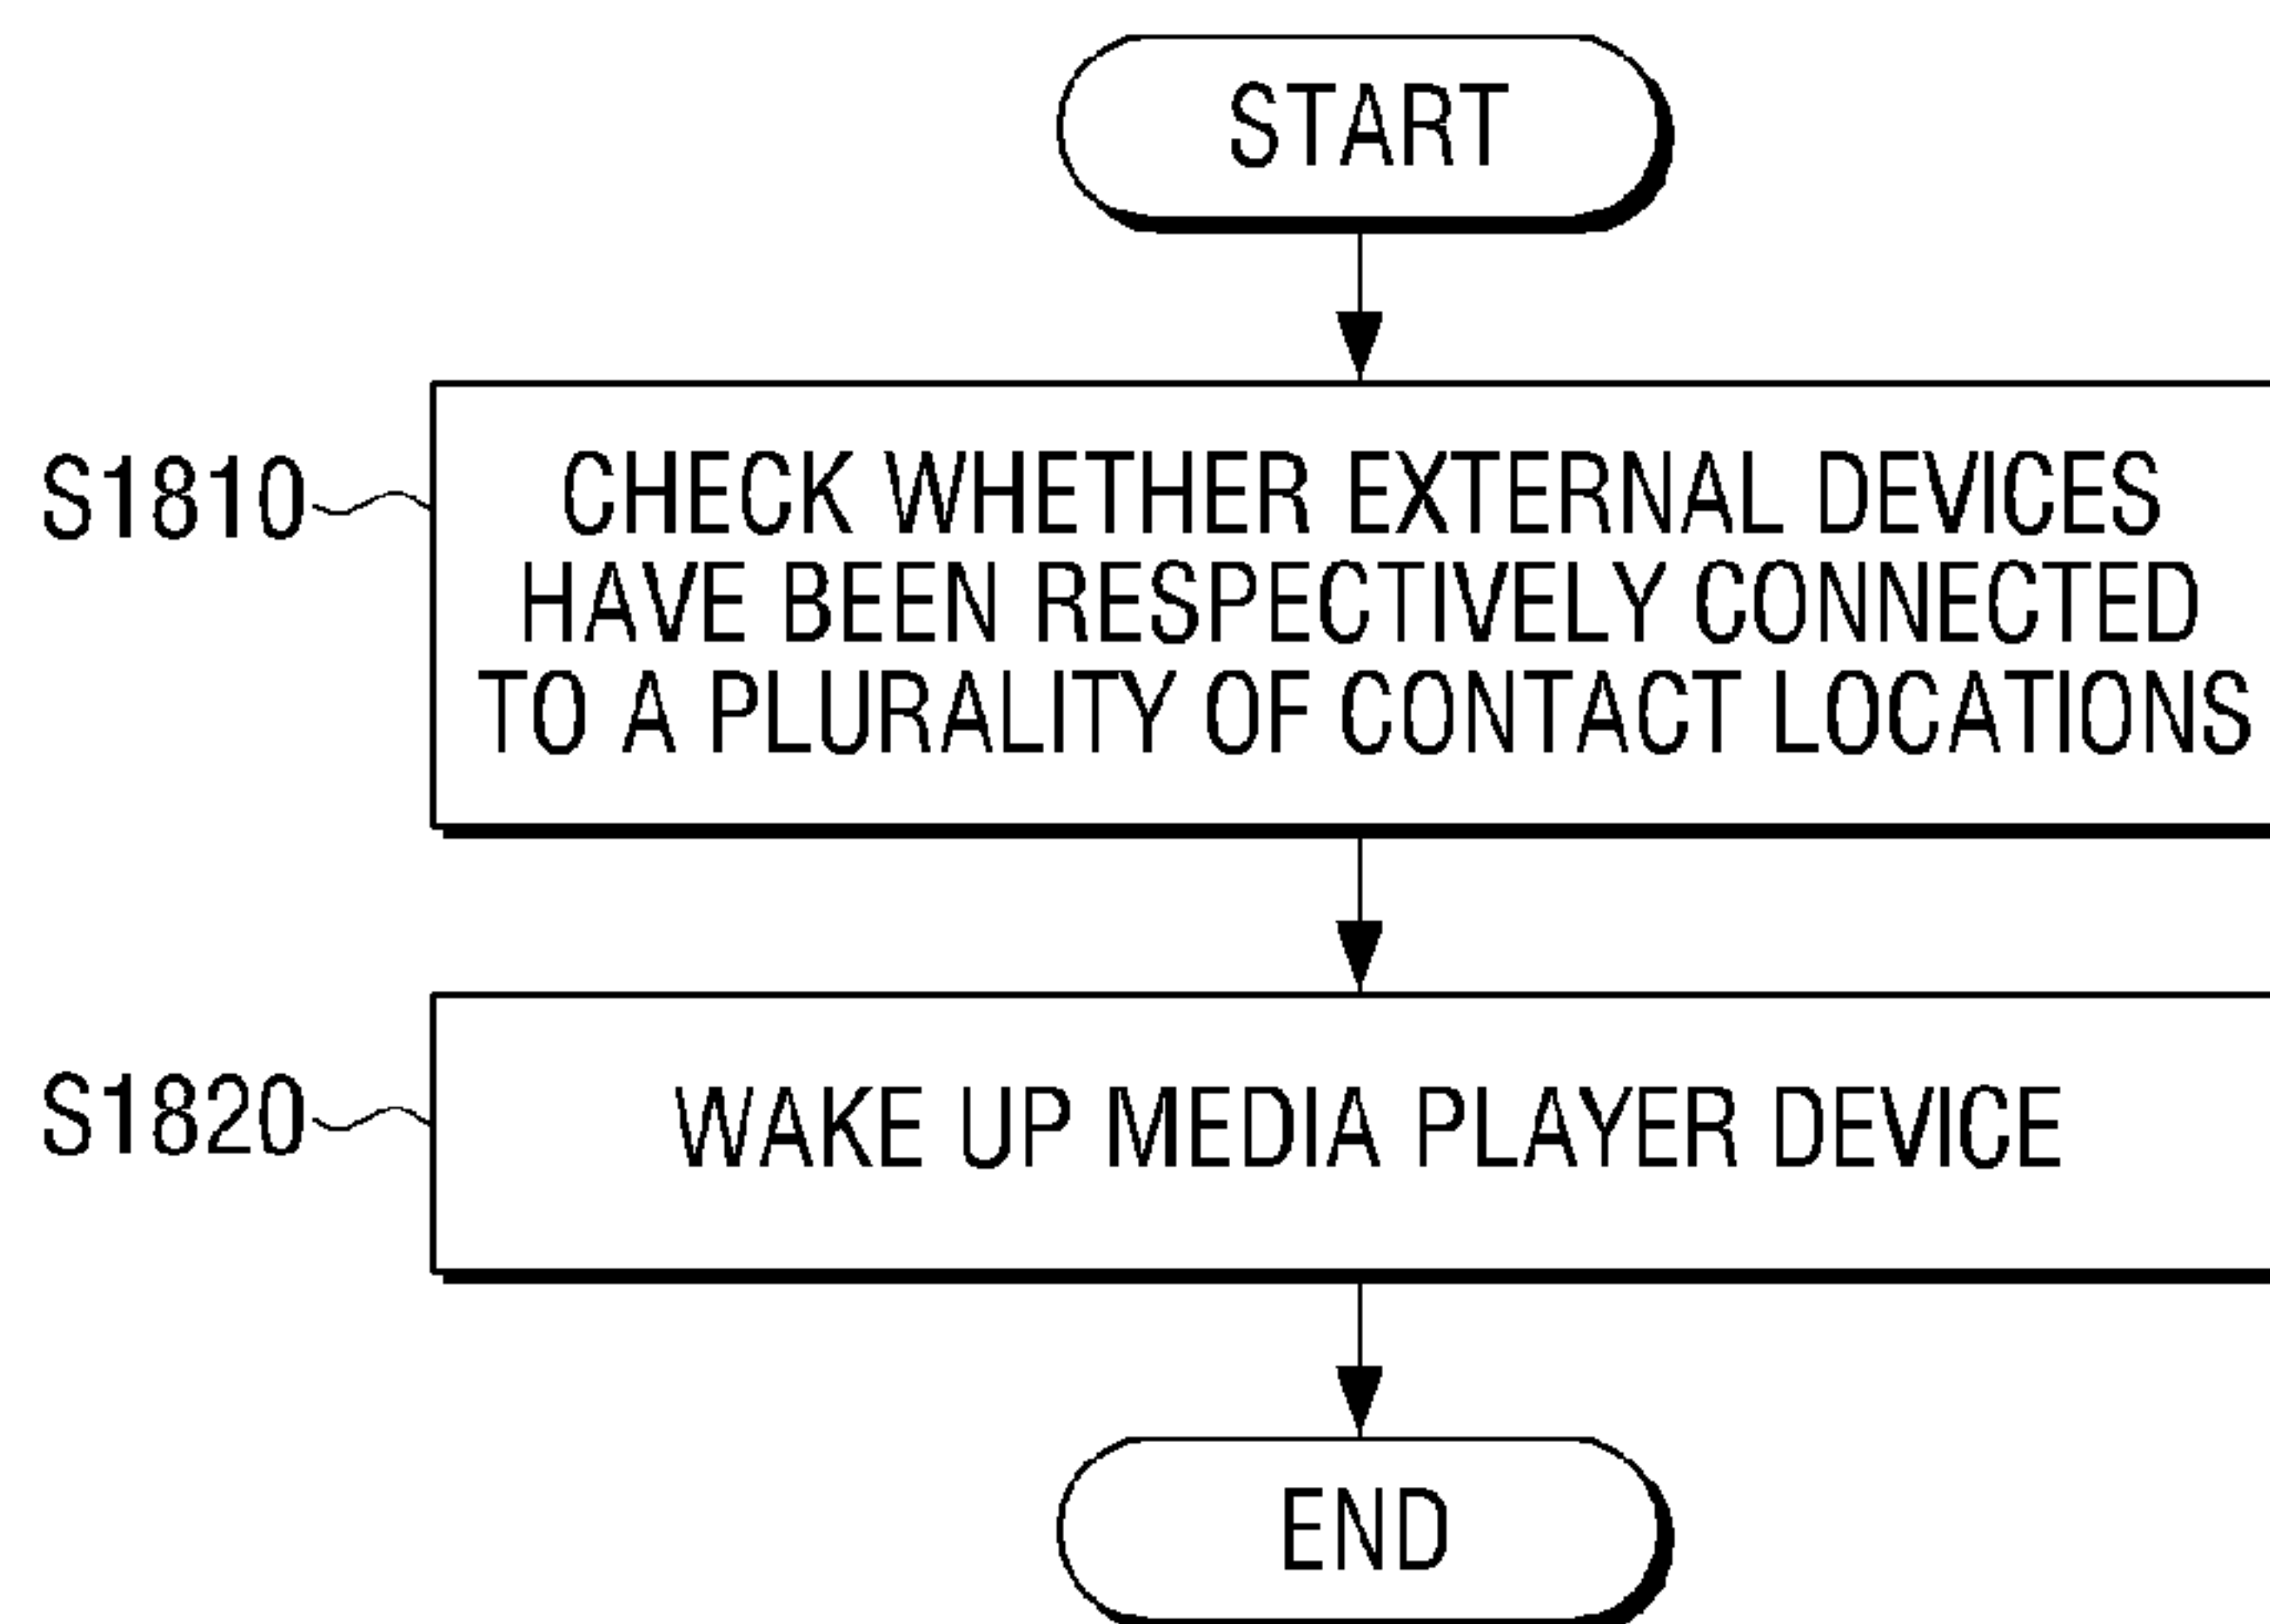 START
S1810
CHECK WHETHER EXTERNAL DEVICES
HAVE BEEN RESPECTIVELY CONNECTED
TO A PLURALITY OF CONTACT LOCATIONS
S1820
WAKE UP MEDIA PLAYER DEVICE
END